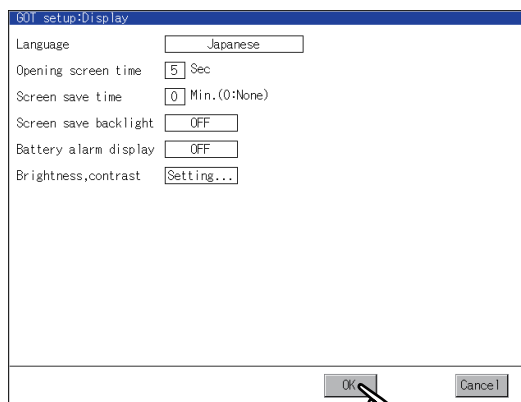 GOT setup:Display
Language Japanese
Opening screen time 5 Sec
Screen save time 0 Min.(0:None)
Screen save backlight OFF
Battery alarm display OFF
Brightness,contrast Setting...
OK Cancel